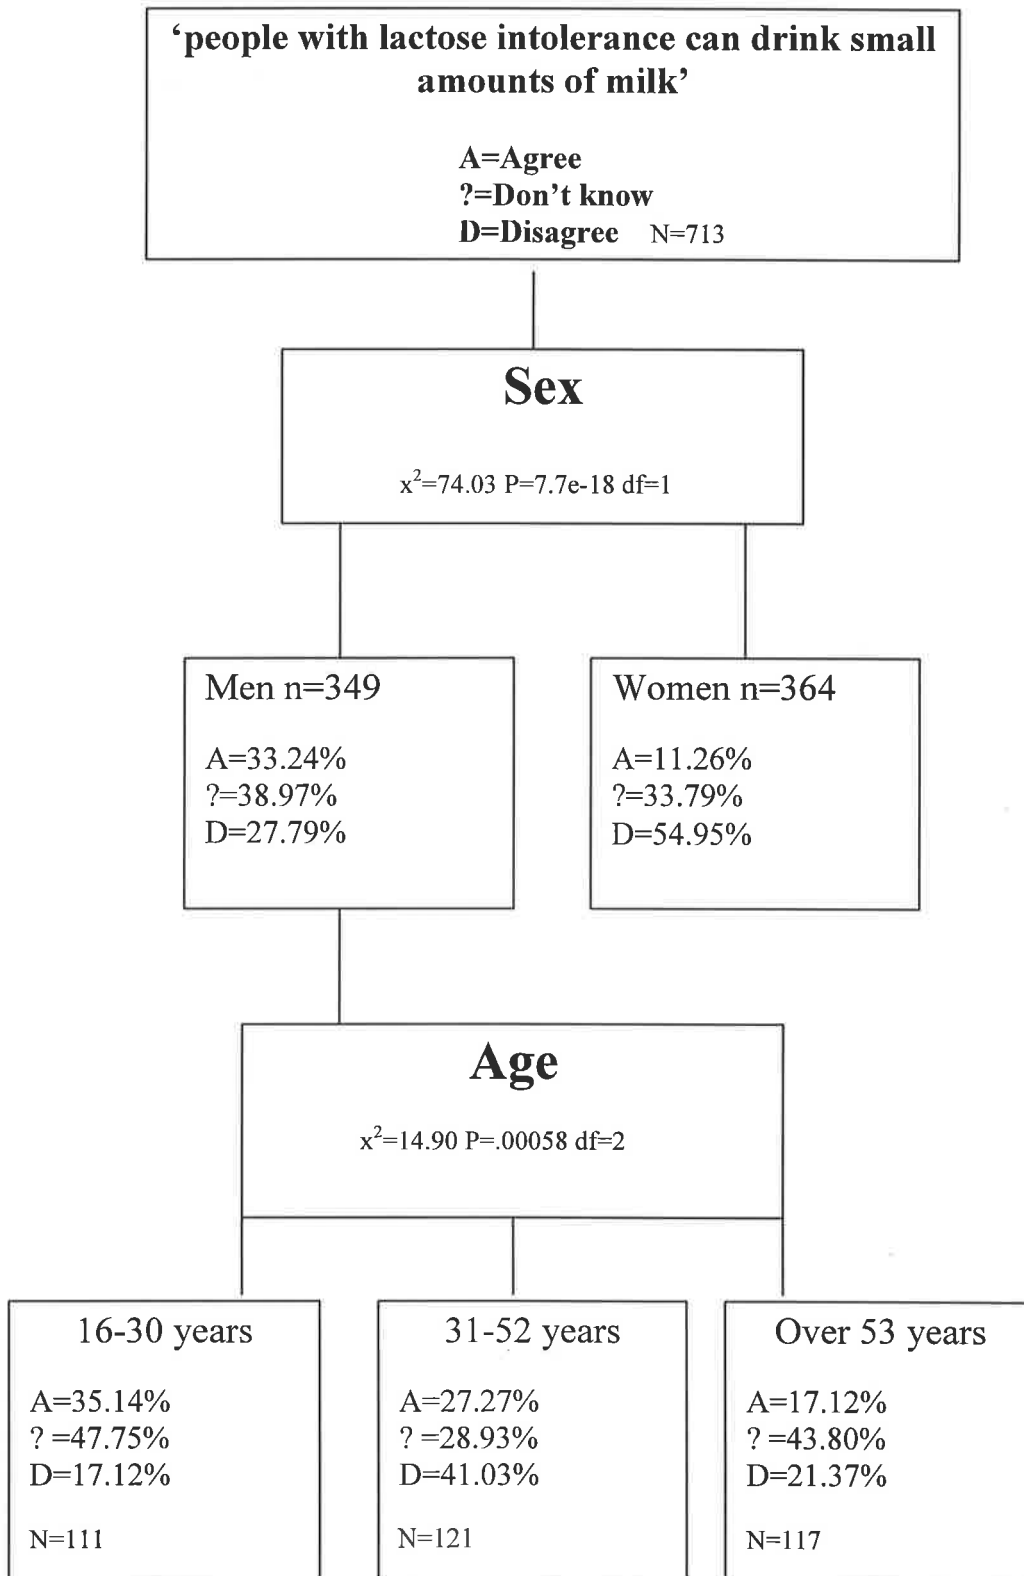 ‘people with lactose intolerance can drink small
amounts of milk’
A=Agree
?=Don’t know
D=Disagree N=713
Sex
x²=74.03 P=7.7e-18 df=1
Men n=349
A=33.24%
?=38.97%
D=27.79%
Women n=364
A=11.26%
?=33.79%
D=54.95%
Age
x²=14.90 P=.00058 df=2
16-30 years
A=35.14%
? =47.75%
D=17.12%
N=111
31-52 years
A=27.27%
? =28.93%
D=41.03%
N=121
Over 53 years
A=17.12%
? =43.80%
D=21.37%
N=117